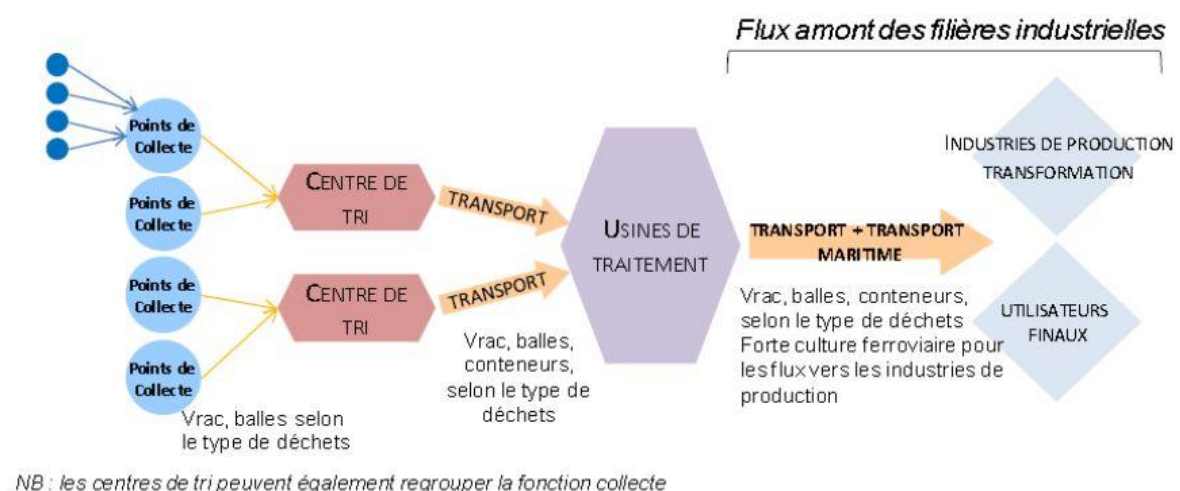 Flux amont des filières industrielles
Points de
Collecte
Points de
Collecte
Points de
Collecte
Points de
Collecte
CENTRE DE
TRI
CENTRE DE
TRI
TRANSPORT
TRANSPORT
USINES DE
TRAITEMENT
TRANSPORT + TRANSPORT
MARITIME
INDUSTRIES DE PRODUCTION
TRANSFORMATION
UTILISATEURS
FINAUX
Vrac, balles selon
le type de déchets
Vrac, balles,
conteneurs,
selon le type de
déchets
Vrac, balles, conteneurs,
selon le type de déchets
Forte culture ferroviaire pour
les flux vers les industries de
production
NB : les centres de tri peuvent également regrouper la fonction collecte